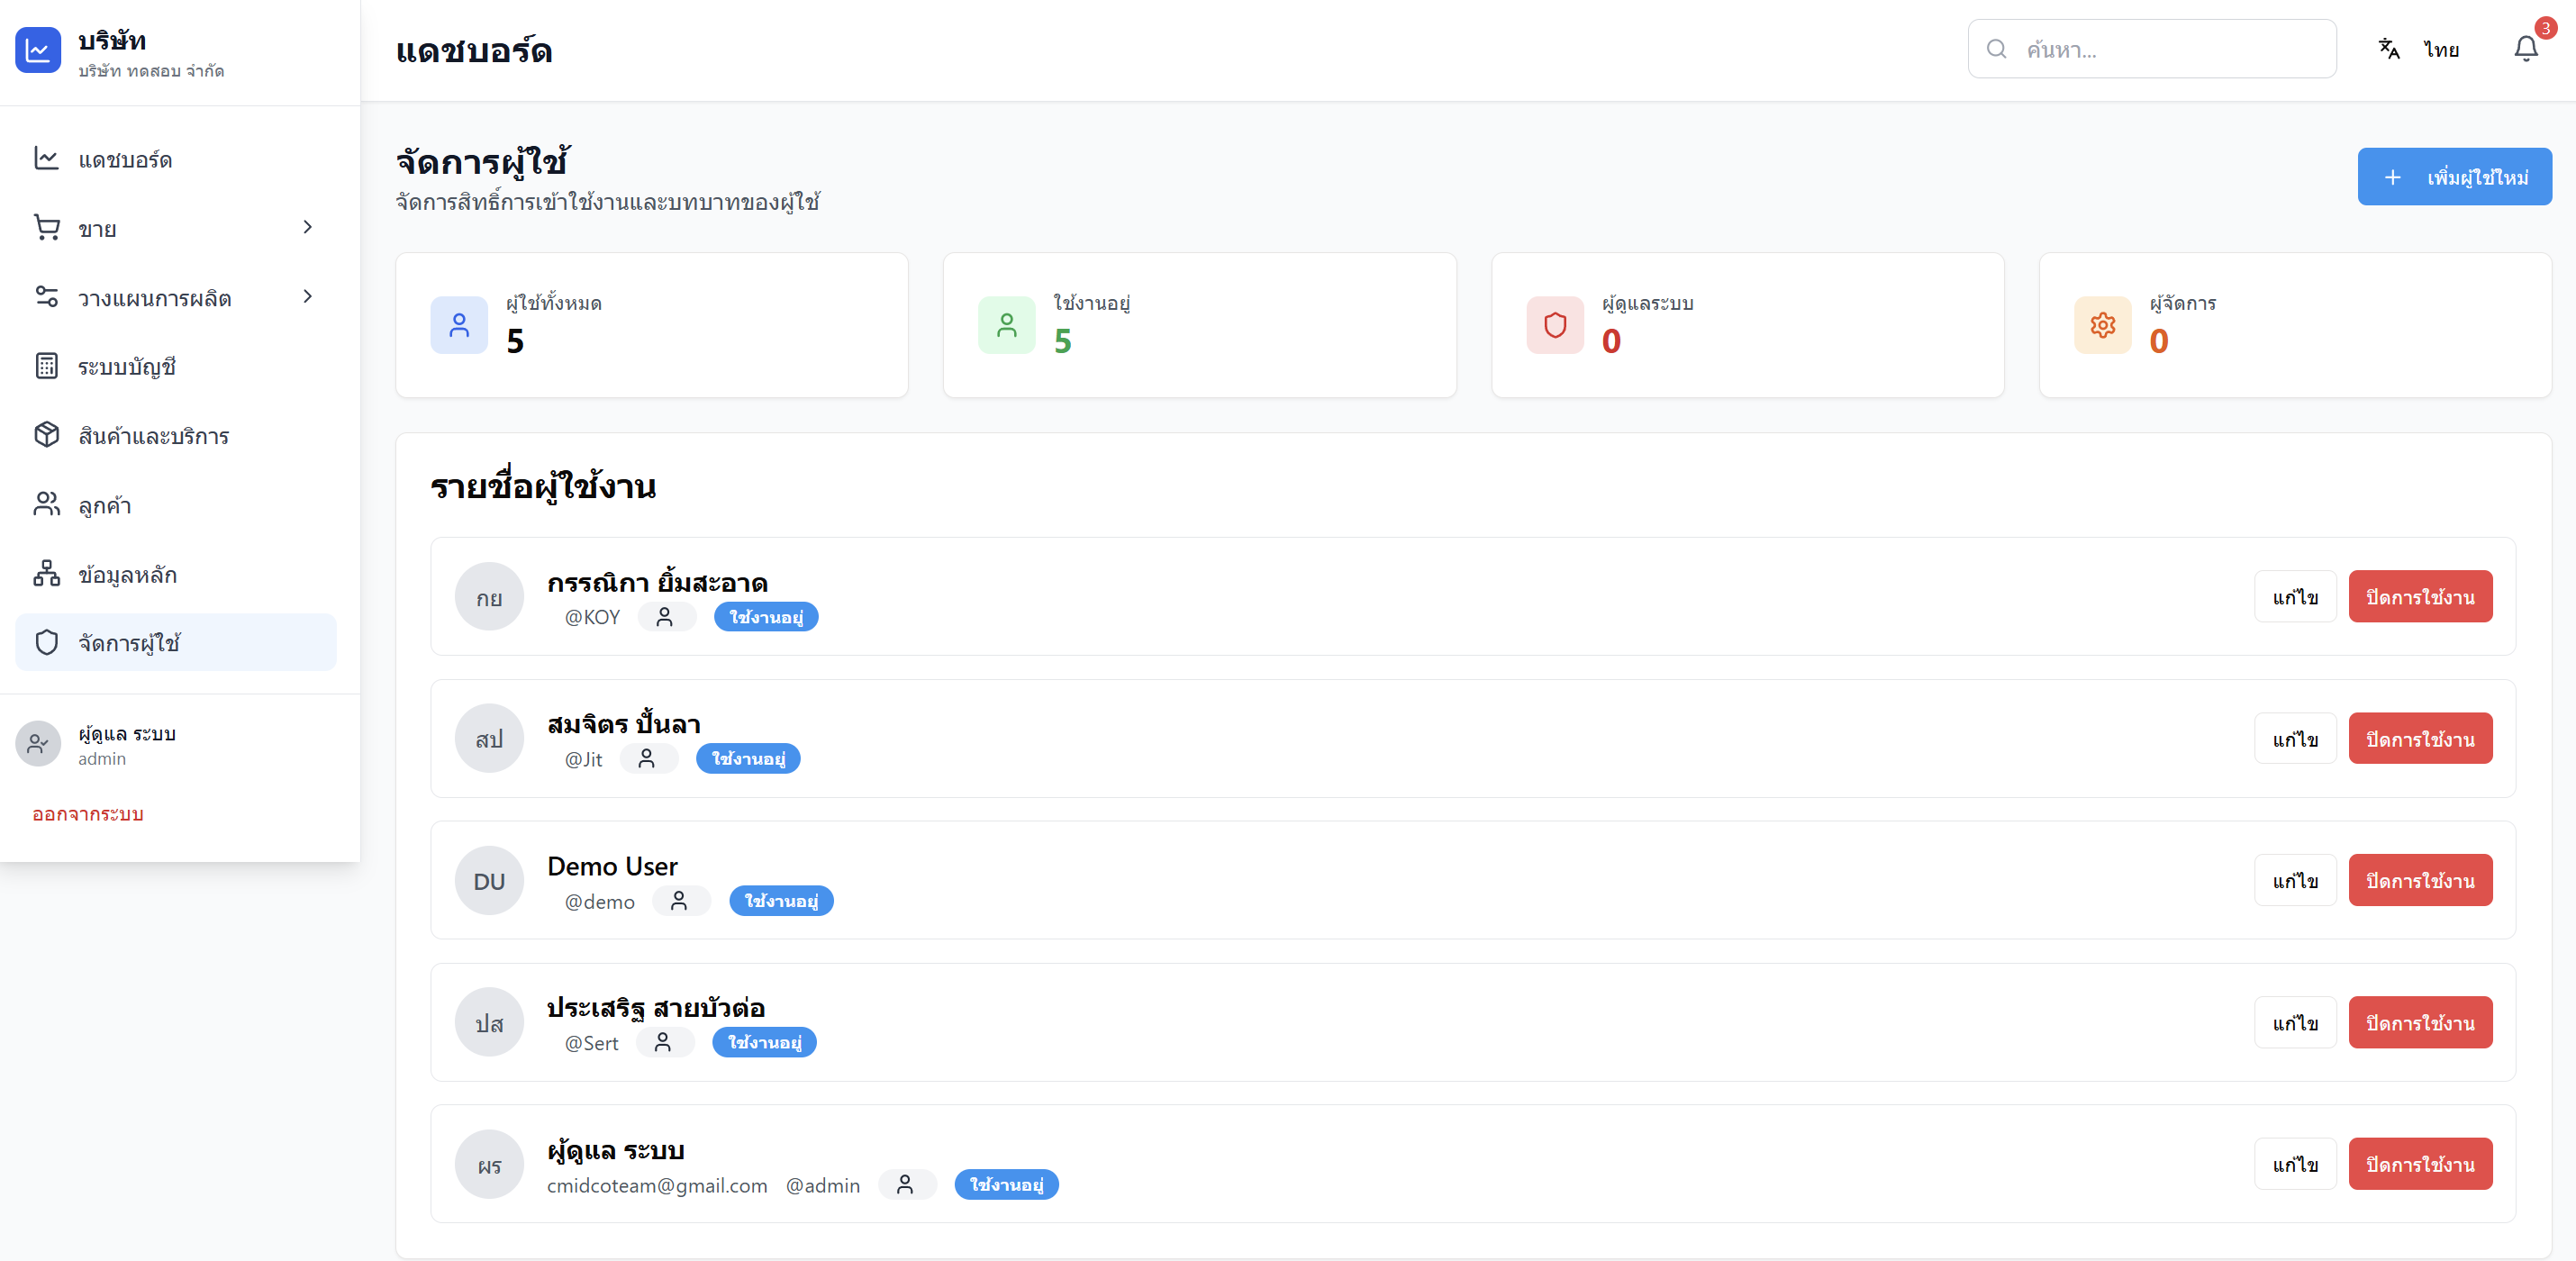 บริษัท
บริษัท ทดสอบ จำกัด
แดชบอร์ด
ขาย
วางแผนการผลิต
ระบบบัญชี
สินค้าและบริการ
ลูกค้า
ข้อมูลหลัก
จัดการผู้ใช้
ผู้ดูแล ระบบ
admin
ออกจากระบบ
แดชบอร์ด
ค้นหา...
ไทย
3
จัดการผู้ใช้
จัดการสิทธิ์การเข้าใช้งานและบทบาทของผู้ใช้
เพิ่มผู้ใช้ใหม่
ผู้ใช้ทั้งหมด
5
ใช้งานอยู่
5
ผู้ดูแลระบบ
0
ผู้จัดการ
0
รายชื่อผู้ใช้งาน
กย
กรรณิกา ยิ้มสะอาด
@KOY ใช้งานอยู่
แก้ไข ปิดการใช้งาน
สป
สมจิตร ปั้นลา
@Jit ใช้งานอยู่
แก้ไข ปิดการใช้งาน
DU
Demo User
@demo ใช้งานอยู่
แก้ไข ปิดการใช้งาน
ปส
ประเสริฐ สายบัวต่อ
@Sert ใช้งานอยู่
แก้ไข ปิดการใช้งาน
ผร
ผู้ดูแล ระบบ
cmidcoteam@gmail.com @admin ใช้งานอยู่
แก้ไข ปิดการใช้งาน